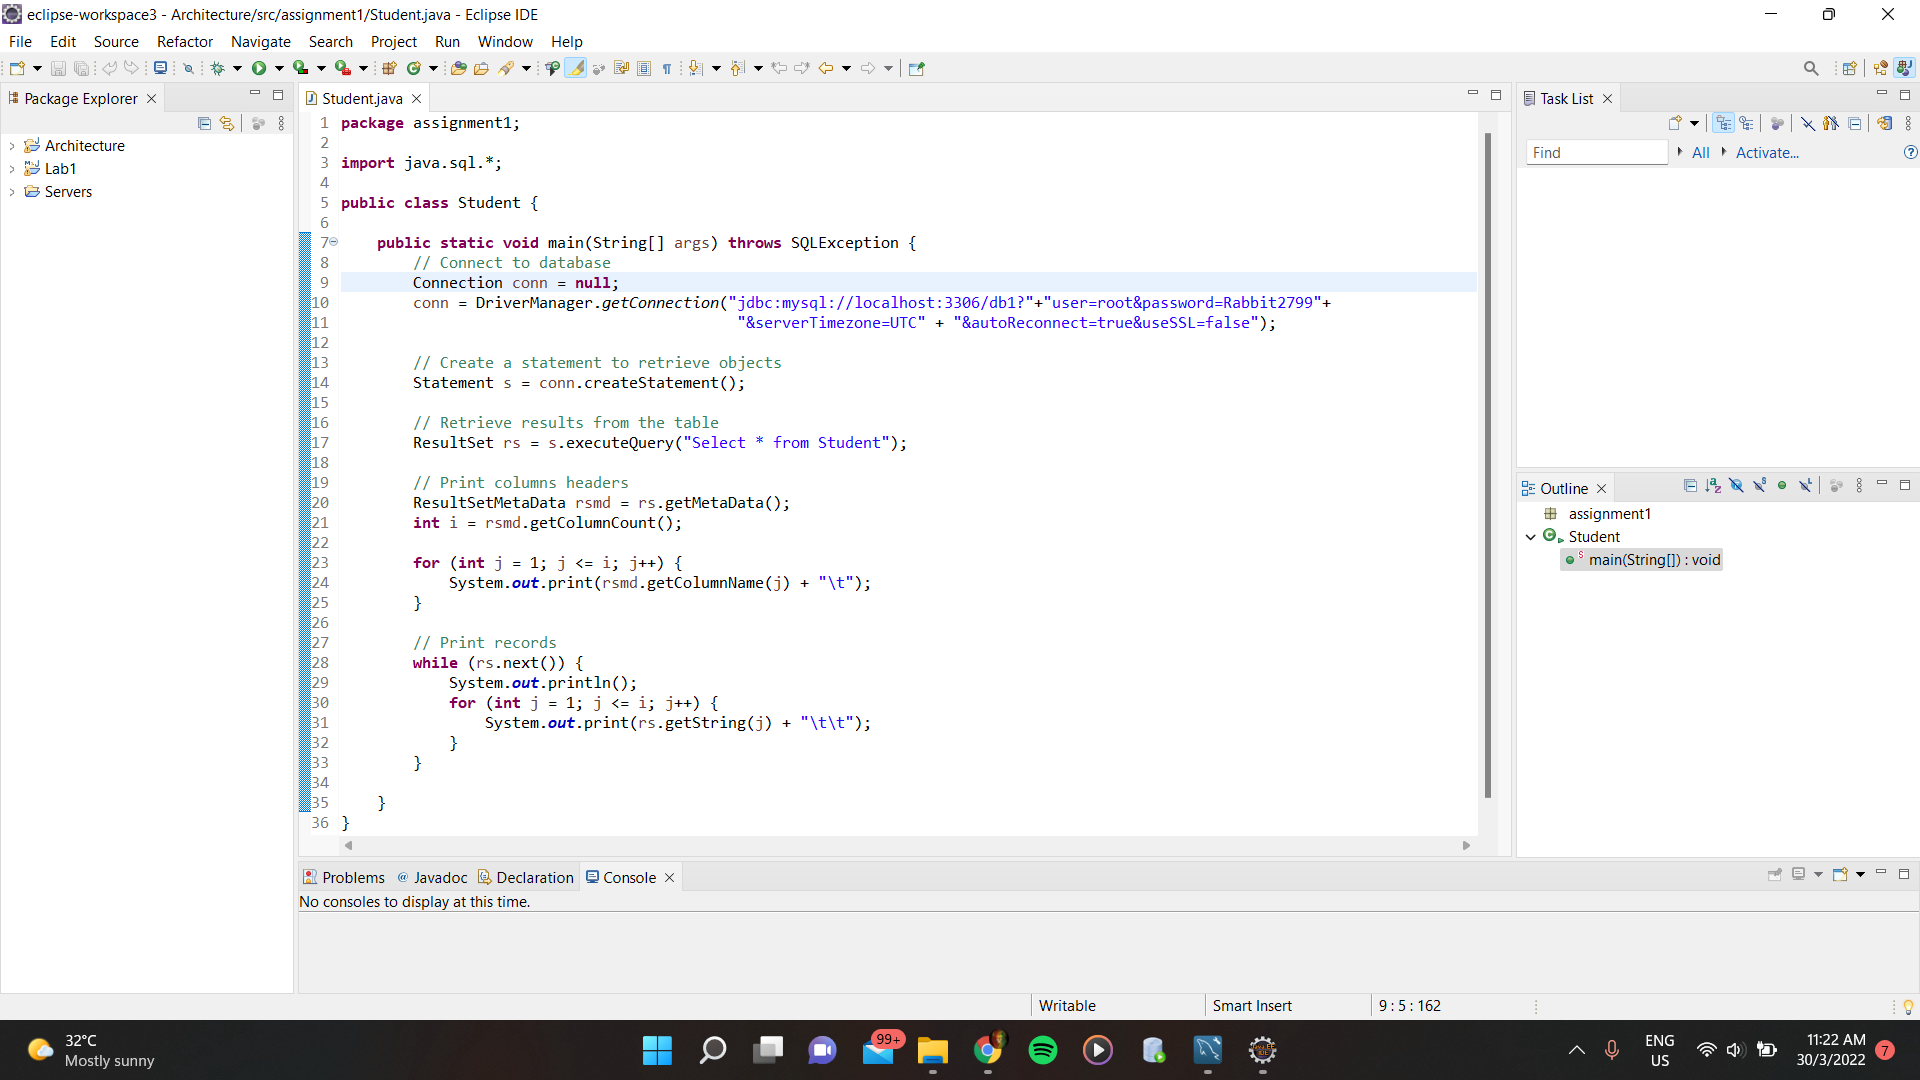 eclipse-workspace3 - Architecture/src/assignment1/Student.java - Eclipse IDE
File Edit Source Refactor Navigate Search Project Run Window Help
Package Explorer
Architecture
Lab1
Servers
Student.java
1 package assignment1;
2
3 import java.sql.*;
4
5 public class Student {
6
7 public static void main(String[] args) throws SQLException {
8 // Connect to database
9 Connection conn = null;
10 conn = DriverManager.getConnection("jdbc:mysql://localhost:3306/db1?"+"user=root&password=Rabbit2799"+
11 "&serverTimezone=UTC" + "&autoReconnect=true&useSSL=false");
12
13 // Create a statement to retrieve objects
14 Statement s = conn.createStatement();
15
16 // Retrieve results from the table
17 ResultSet rs = s.executeQuery("Select * from Student");
18
19 // Print columns headers
20 ResultSetMetaData rsmd = rs.getMetaData();
21 int i = rsmd.getColumnCount();
22
23 for (int j = 1; j <= i; j++) {
24 System.out.print(rsmd.getColumnName(j) + "\t");
25 }
26
27 // Print records
28 while (rs.next()) {
29 System.out.println();
30 for (int j = 1; j <= i; j++) {
31 System.out.print(rs.getString(j) + "\t\t");
32 }
33 }
34
35 }
36 }
Task List
Find All Activate...
Outline
assignment1
Student
main(String[]) : void
Problems Javadoc Declaration Console
No consoles to display at this time.
Writable Smart Insert 9 : 5 : 162
32°C
Mostly sunny
99+
ENG
US
11:22 AM
30/3/2022
7